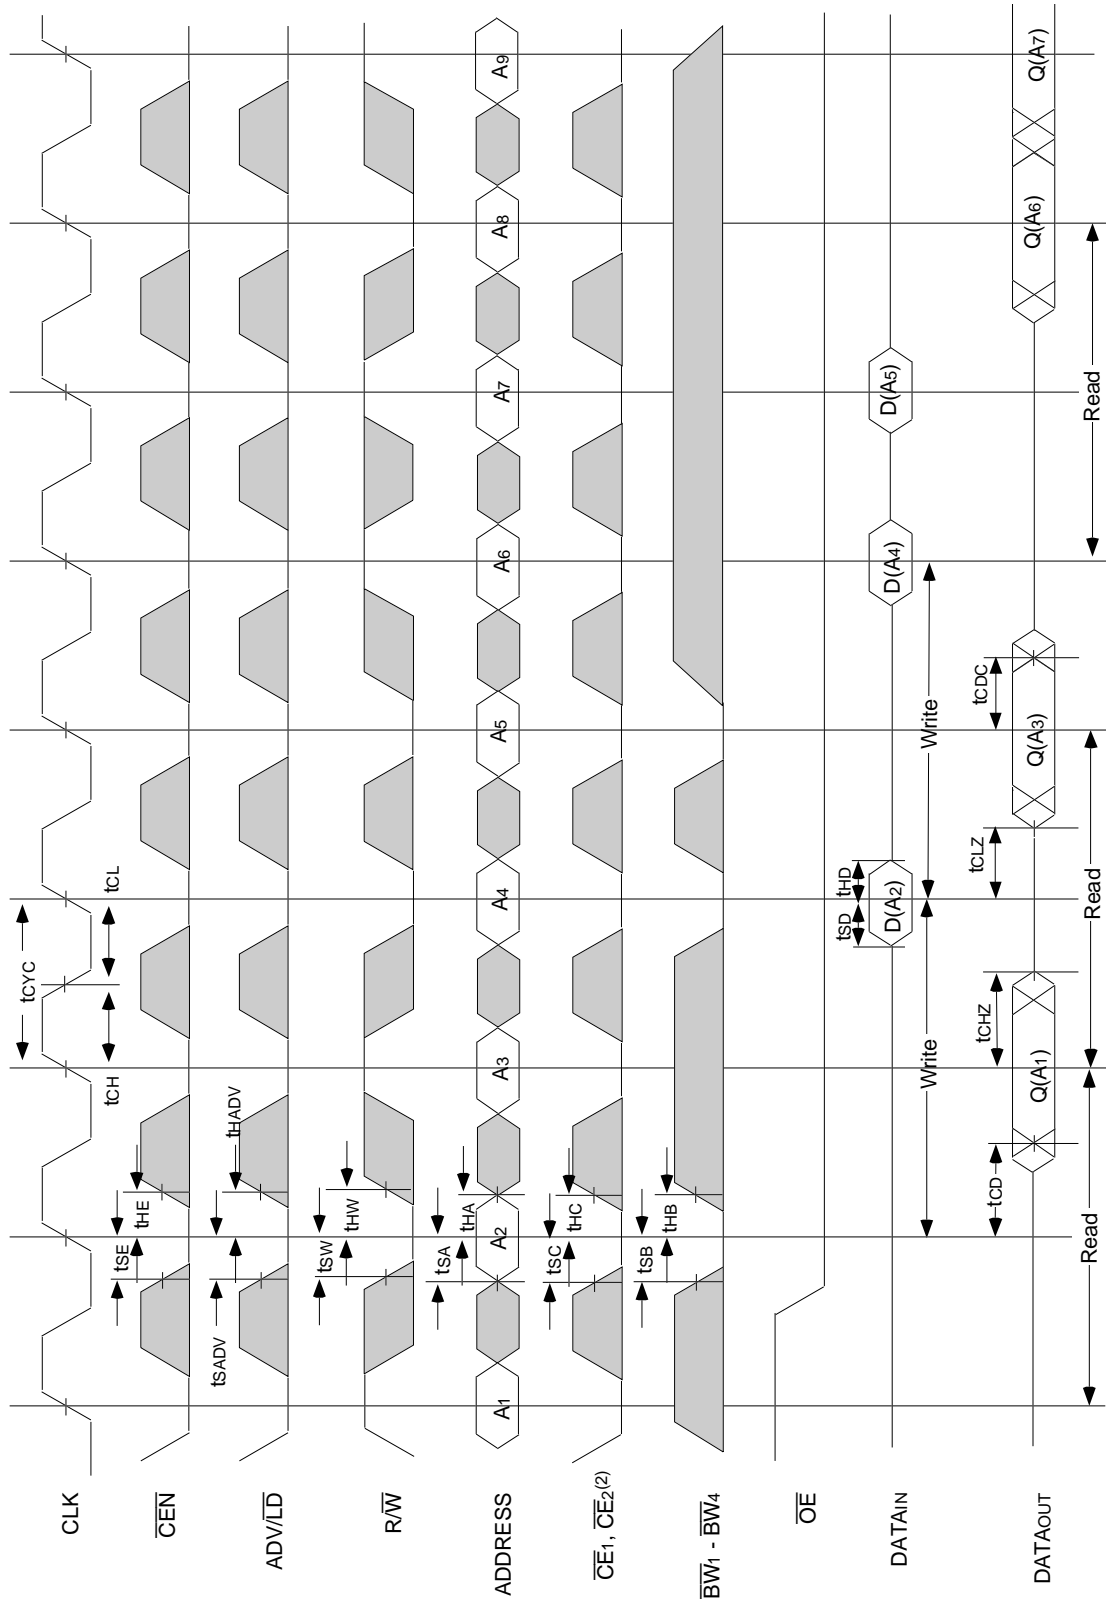 CLK
tCYC
tCH
tCL
CEN
tSE
tHE
ADV/LD
tSADV
tHADV
R/W
tSW
tHW
ADDRESS
A1
A2
A3
A4
A5
A6
A7
A8
A9
tSA
tHA
CE1, CE2(2)
tSC
tHC
BW1 - BW4
tSB
tHB
OE
DATAIN
D(A2)
D(A4)
D(A5)
tSD
tHD
Write
Write
DATAOUT
tCD
Q(A1)
tCHZ
tCLZ
Q(A3)
tCDC
Q(A6)
Q(A7)
Read
Read
Read